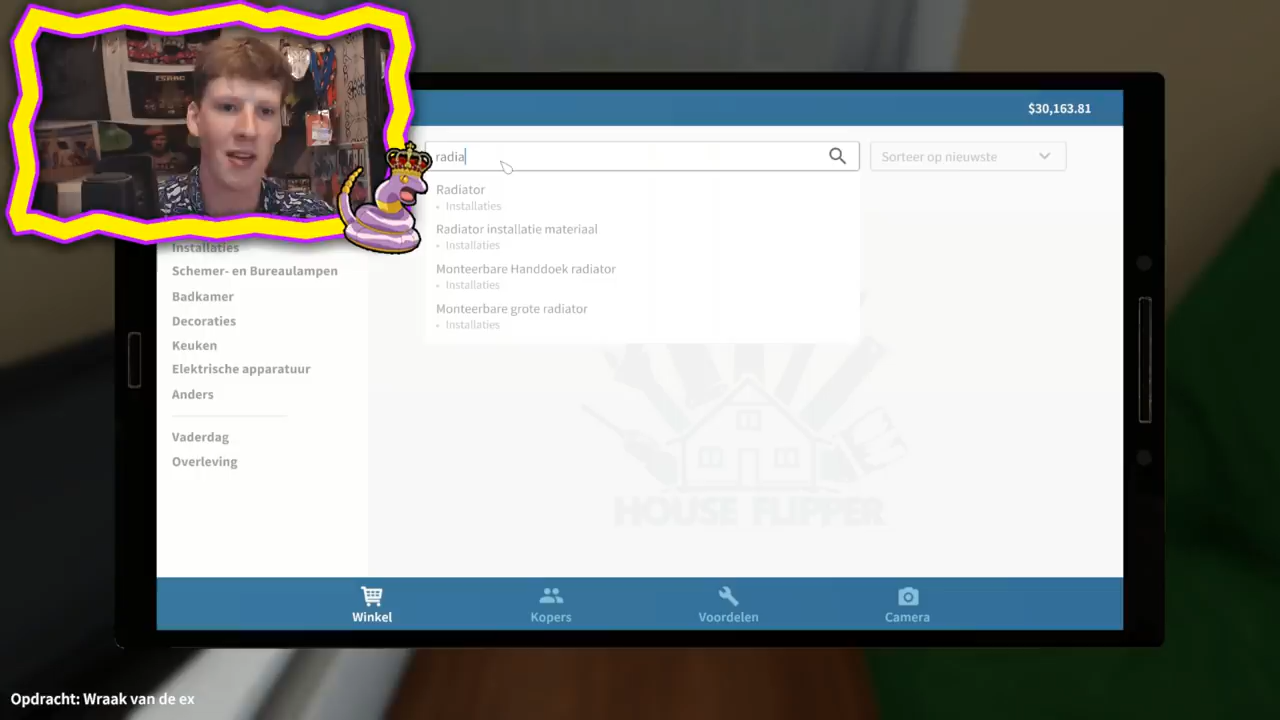 $30,163.81
radia
Sorteer op nieuwste
Radiator
• Installaties
Radiator installatie materiaal
• Installaties
Monteerbare Handdoek radiator
• Installaties
Monteerbare grote radiator
• Installaties
Installaties
Schemer- en Bureaulampen
Badkamer
Decoraties
Keuken
Elektrische apparatuur
Anders
Vaderdag
Overleving
HOUSE FLIPPER
Winkel
Kopers
Voordelen
Camera
Opdracht: Wraak van de ex